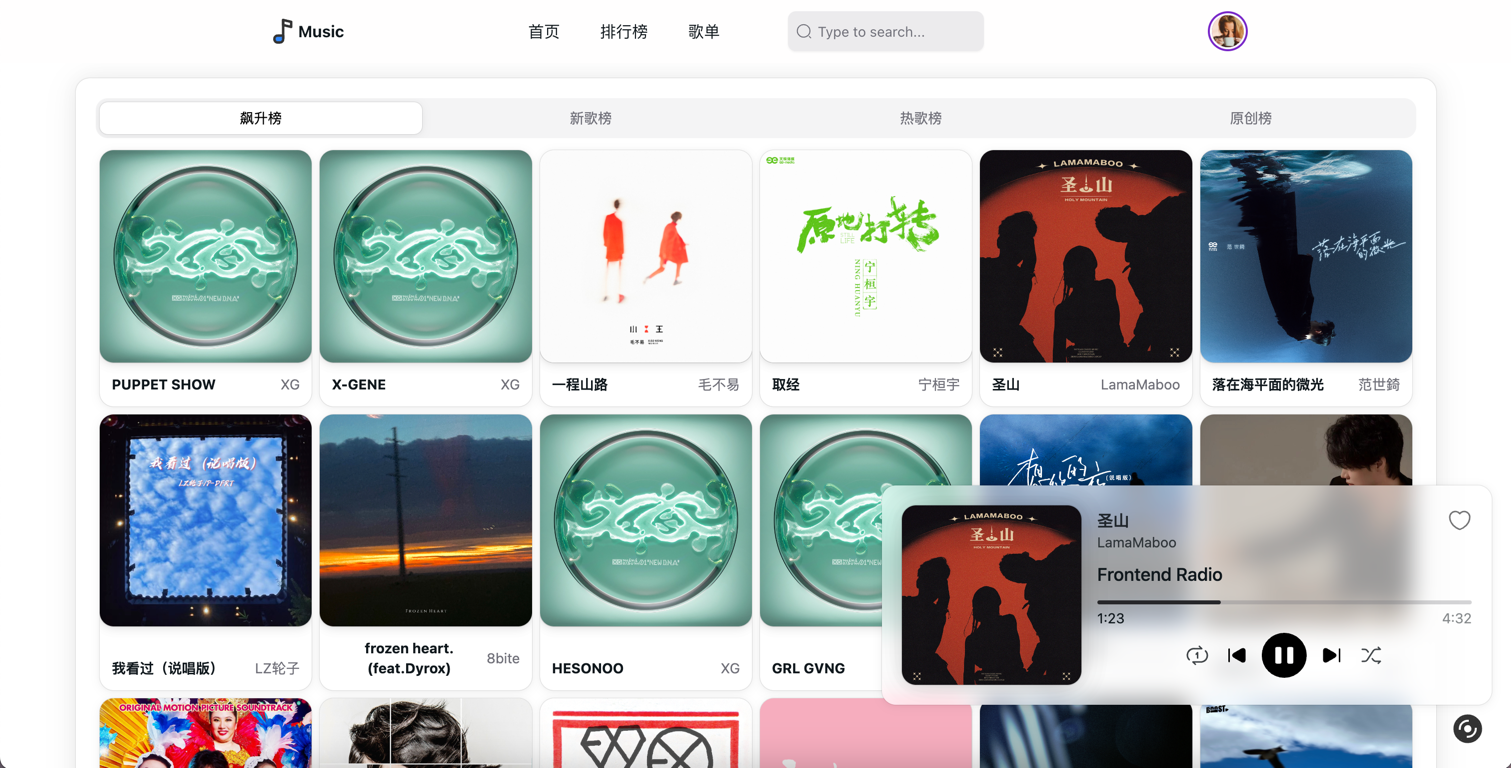 Music
首页
排行榜
歌单
Type to search...
飙升榜
新歌榜
热歌榜
原创榜
原地打转
宁桓宇
NING HUANYU
LAMAMABOO
圣山
HOLY MOUNTAIN
落在海平面的微光
PUPPET SHOW
XG
X-GENE
XG
一程山路
毛不易
取经
宁桓宇
圣山
LamaMaboo
落在海平面的微光
范世錡
我看过（说唱版）
FROZEN HEART
(说唱版)
我看过（说唱版）
LZ轮子
frozen heart.
(feat.Dyrox)
8bite
HESONOO
XG
GRL GVNG
LAMAMABOO
圣山
HOLY MOUNTAIN
圣山
LamaMaboo
Frontend Radio
1:23
4:32
1
ORIGINAL MOTION PICTURE SOUNDTRACK